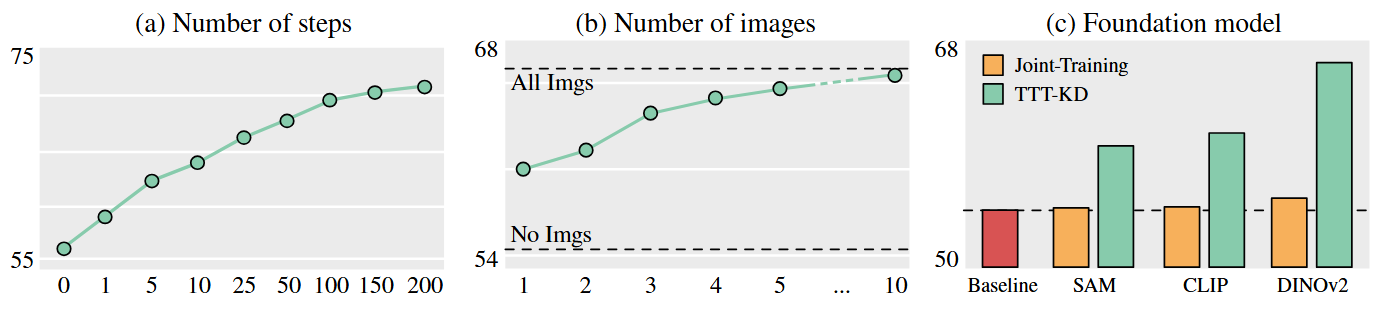 (a) Number of steps
75
55
0 1 5 10 25 50 100 150 200
(b) Number of images
68
All Imgs
No Imgs
54
1 2 3 4 5 ... 10
(c) Foundation model
68
Joint-Training
TTT-KD
50
Baseline SAM CLIP DINOv2